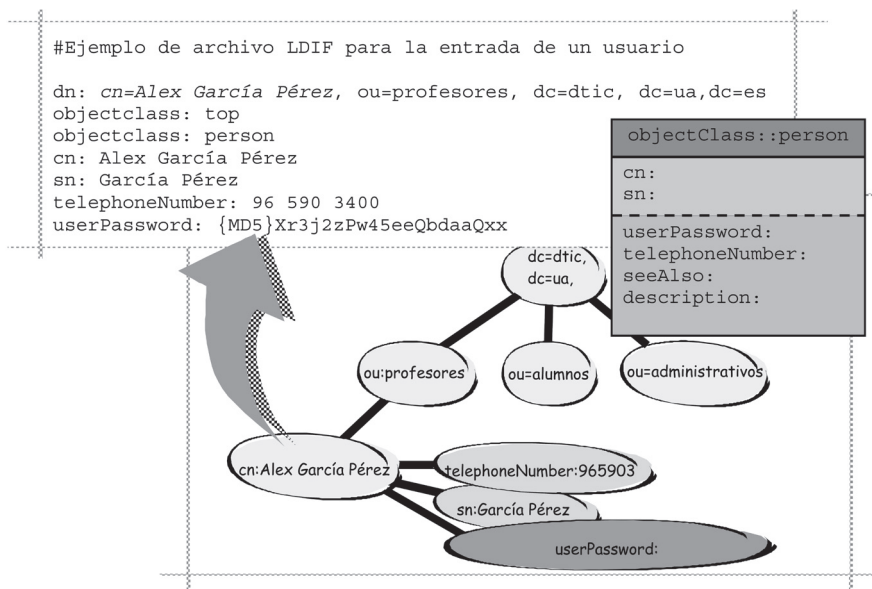 #Ejemplo de archivo LDIF para la entrada de un usuario
dn: cn=Alex García Pérez, ou=profesores, dc=dtic, dc=ua,dc=es
objectclass: top
objectclass: person
cn: Alex García Pérez
sn: García Pérez
telephoneNumber: 96 590 3400
userPassword: {MD5}Xr3j2zPw45eeQbdaaQxx
objectClass::person
cn:
sn:
userPassword:
telephoneNumber:
seeAlso:
description:
dc=dtic,
dc=ua,
ou:profesores
ou=alumnos
ou=administrativos
cn:Alex García Pérez
telephoneNumber:965903
sn:García Pérez
userPassword: